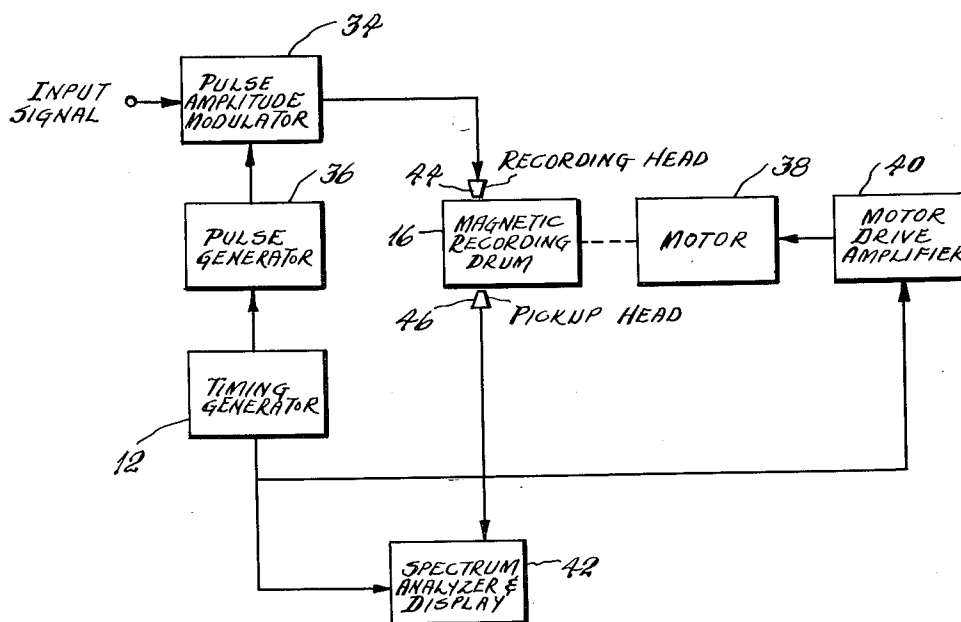 34
INPUT
SIGNAL
PULSE
AMPLITUDE
MODULATOR
36
PULSE
GENERATOR
44
RECORDING HEAD
38
40
16
MAGNETIC
RECORDING
DRUM
MOTOR
MOTOR
DRIVE
AMPLIFIER
46
PICKUP HEAD
TIMING
GENERATOR
12
SPECTRUM
ANALYZER &
DISPLAY
42